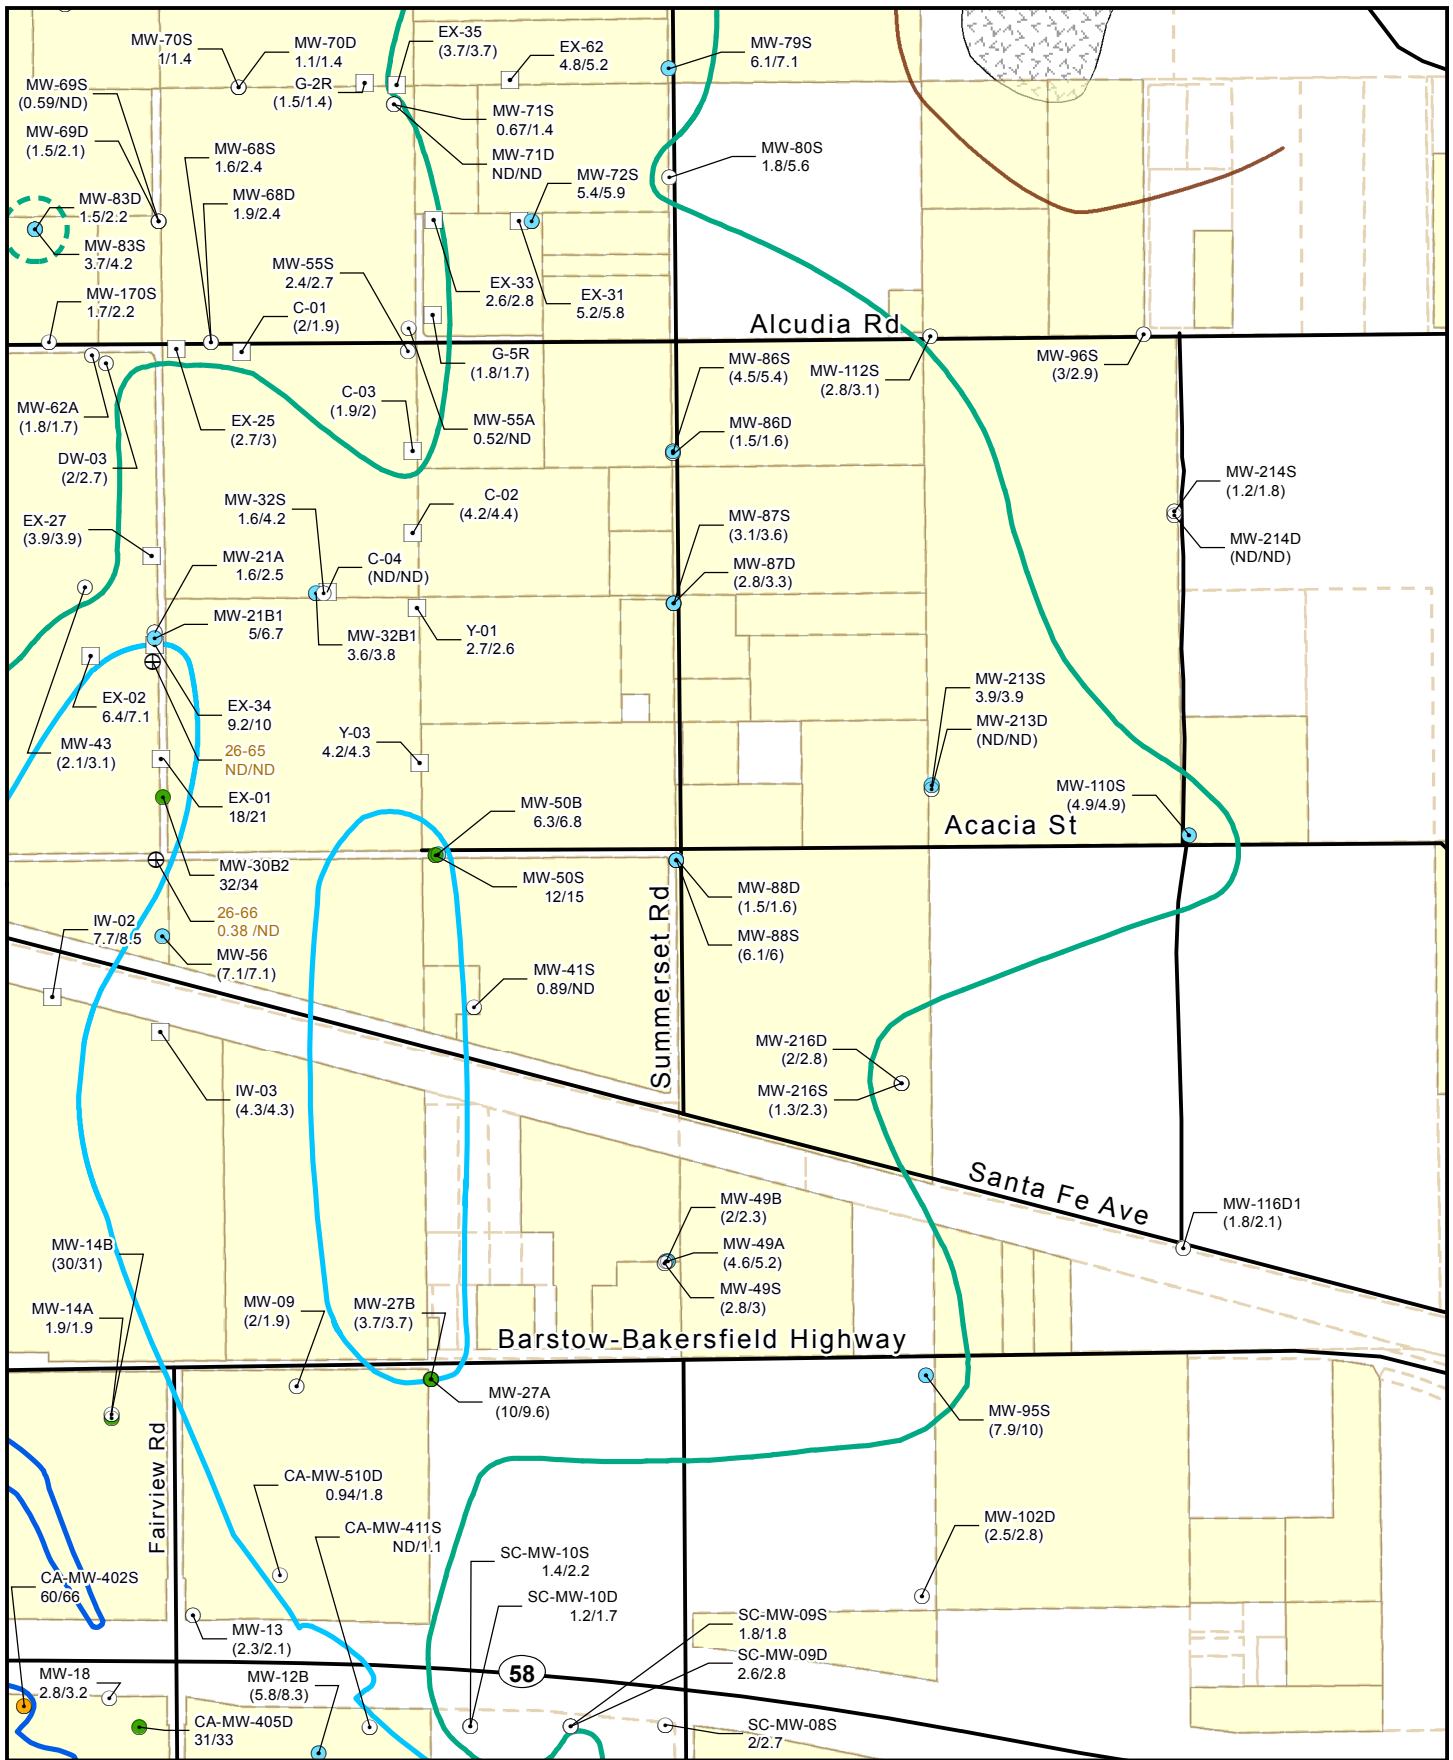 MW-70S
1/1.4
MW-70D
1.1/1.4
EX-35
(3.7/3.7)
EX-62
4.8/5.2
MW-79S
6.1/7.1
MW-69S
(0.59/ND)
G-2R
(1.5/1.4)
MW-71S
0.67/1.4
MW-69D
(1.5/2.1)
MW-68S
1.6/2.4
MW-71D
ND/ND
MW-80S
1.8/5.6
MW-72S
5.4/5.9
MW-83D
1.5/2.2
MW-68D
1.9/2.4
MW-83S
3.7/4.2
MW-55S
2.4/2.7
EX-33
2.6/2.8
EX-31
5.2/5.8
MW-170S
1.7/2.2
C-01
(2/1.9)
Alcudia Rd
G-5R
(1.8/1.7)
MW-86S
(4.5/5.4)
MW-112S
(2.8/3.1)
MW-96S
(3/2.9)
C-03
(1.9/2)
MW-62A
(1.8/1.7)
EX-25
(2.7/3)
MW-55A
0.52/ND
MW-86D
(1.5/1.6)
DW-03
(2/2.7)
MW-214S
(1.2/1.8)
MW-32S
1.6/4.2
C-02
(4.2/4.4)
EX-27
(3.9/3.9)
MW-87S
(3.1/3.6)
MW-214D
(ND/ND)
MW-21A
1.6/2.5
C-04
(ND/ND)
MW-87D
(2.8/3.3)
MW-21B1
5/6.7
MW-32B1
3.6/3.8
Y-01
2.7/2.6
MW-213S
3.9/3.9
EX-02
6.4/7.1
EX-34
9.2/10
MW-213D
(ND/ND)
MW-43
(2.1/3.1)
26-65
ND/ND
Y-03
4.2/4.3
EX-01
18/21
MW-50B
6.3/6.8
MW-110S
(4.9/4.9)
Acacia St
MW-30B2
32/34
MW-50S
12/15
MW-88D
(1.5/1.6)
26-66
0.38 /ND
IW-02
7.7/8.5
MW-88S
(6.1/6)
MW-56
(7.1/7.1)
MW-41S
0.89/ND
Summerset Rd
MW-216D
(2/2.8)
IW-03
(4.3/4.3)
MW-216S
(1.3/2.3)
Santa Fe Ave
MW-49B
(2/2.3)
MW-116D1
(1.8/2.1)
MW-14B
(30/31)
MW-49A
(4.6/5.2)
MW-49S
(2.8/3)
MW-14A
1.9/1.9
MW-09
(2/1.9)
MW-27B
(3.7/3.7)
Barstow-Bakersfield Highway
MW-27A
(10/9.6)
MW-95S
(7.9/10)
Fairview Rd
CA-MW-510D
0.94/1.8
CA-MW-411S
ND/1.1
MW-102D
(2.5/2.8)
SC-MW-10S
1.4/2.2
CA-MW-402S
60/66
SC-MW-10D
1.2/1.7
SC-MW-09S
1.8/1.8
MW-13
(2.3/2.1)
SC-MW-09D
2.6/2.8
58
MW-18
2.8/3.2
MW-12B
(5.8/8.3)
CA-MW-405D
31/33
SC-MW-08S
2/2.7